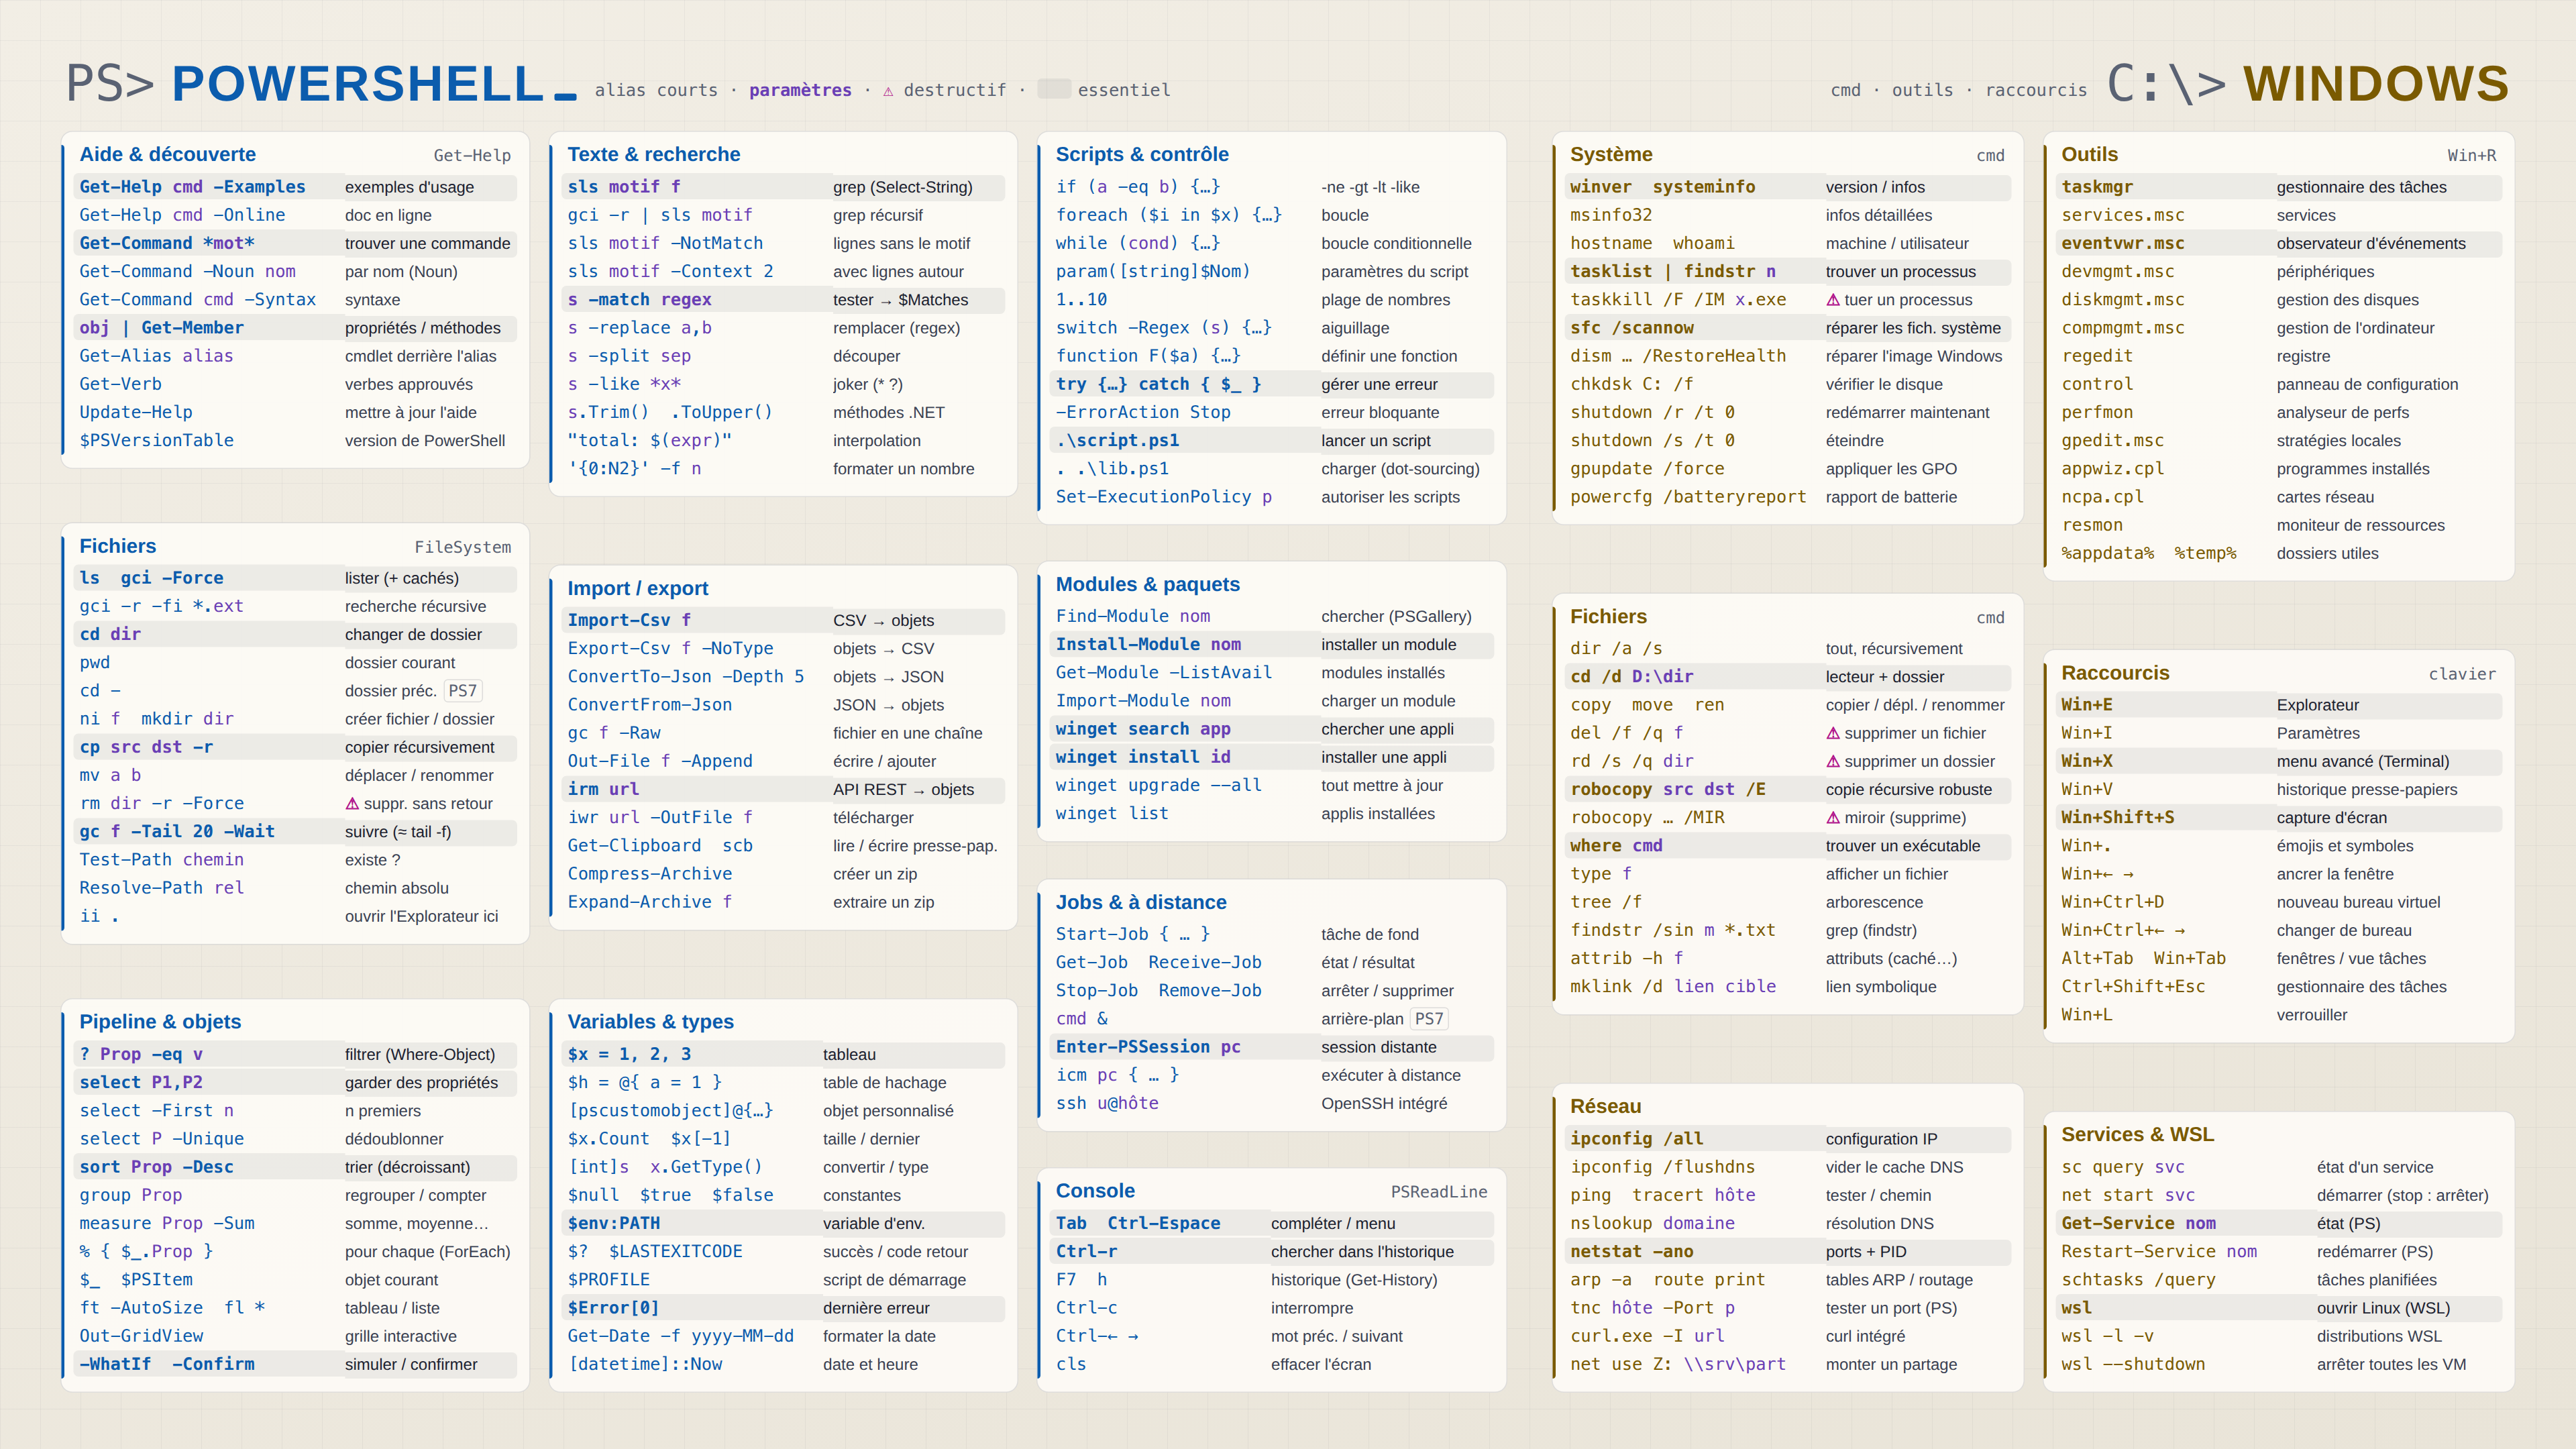 PS> POWERSHELL_ alias courts · paramètres · ⚠ destructif · essentiel
cmd · outils · raccourcis C:\> WINDOWS
Aide & découverte Get-Help
Get-Help cmd -Examples exemples d'usage
Get-Help cmd -Online doc en ligne
Get-Command *mot* trouver une commande
Get-Command -Noun nom par nom (Noun)
Get-Command cmd -Syntax syntaxe
obj | Get-Member propriétés / méthodes
Get-Alias alias cmdlet derrière l'alias
Get-Verb verbes approuvés
Update-Help mettre à jour l'aide
$PSVersionTable version de PowerShell
Fichiers FileSystem
ls gci -Force lister (+ cachés)
gci -r -fi *.ext recherche récursive
cd dir changer de dossier
pwd dossier courant
cd - dossier préc. PS7
ni f mkdir dir créer fichier / dossier
cp src dst -r copier récursivement
mv a b déplacer / renommer
rm dir -r -Force ⚠ suppr. sans retour
gc f -Tail 20 -Wait suivre (≈ tail -f)
Test-Path chemin existe ?
Resolve-Path rel chemin absolu
ii . ouvrir l'Explorateur ici
Pipeline & objets
? Prop -eq v filtrer (Where-Object)
select P1,P2 garder des propriétés
select -First n n premiers
select P -Unique dédoublonner
sort Prop -Desc trier (décroissant)
group Prop regrouper / compter
measure Prop -Sum somme, moyenne…
% { $_.Prop } pour chaque (ForEach)
$_ $PSItem objet courant
ft -AutoSize fl * tableau / liste
Out-GridView grille interactive
-WhatIf -Confirm simuler / confirmer
Texte & recherche
sls motif f grep (Select-String)
gci -r | sls motif grep récursif
sls motif -NotMatch lignes sans le motif
sls motif -Context 2 avec lignes autour
s -match regex tester → $Matches
s -replace a,b remplacer (regex)
s -split sep découper
s -like *x* joker (* ?)
s.Trim() .ToUpper() méthodes .NET
"total: $(expr)" interpolation
'{0:N2}' -f n formater un nombre
Import / export
Import-Csv f CSV → objets
Export-Csv f -NoType objets → CSV
ConvertTo-Json -Depth 5 objets → JSON
ConvertFrom-Json JSON → objets
gc f -Raw fichier en une chaîne
Out-File f -Append écrire / ajouter
irm url API REST → objets
iwr url -OutFile f télécharger
Get-Clipboard scb lire / écrire presse-pap.
Compress-Archive créer un zip
Expand-Archive f extraire un zip
Variables & types
$x = 1, 2, 3 tableau
$h = @{ a = 1 } table de hachage
[pscustomobject]@{…} objet personnalisé
$x.Count $x[-1] taille / dernier
[int]s x.GetType() convertir / type
$null $true $false constantes
$env:PATH variable d'env.
$? $LASTEXITCODE succès / code retour
$PROFILE script de démarrage
$Error[0] dernière erreur
Get-Date -f yyyy-MM-dd formater la date
[datetime]::Now date et heure
Scripts & contrôle
if (a -eq b) {…} -ne -gt -lt -like
foreach ($i in $x) {…} boucle
while (cond) {…} boucle conditionnelle
param([string]$Nom) paramètres du script
1..10 plage de nombres
switch -Regex (s) {…} aiguillage
function F($a) {…} définir une fonction
try {…} catch { $_ } gérer une erreur
-ErrorAction Stop erreur bloquante
.\script.ps1 lancer un script
. .\lib.ps1 charger (dot-sourcing)
Set-ExecutionPolicy p autoriser les scripts
Modules & paquets
Find-Module nom chercher (PSGallery)
Install-Module nom installer un module
Get-Module -ListAvail modules installés
Import-Module nom charger un module
winget search app chercher une appli
winget install id installer une appli
winget upgrade --all tout mettre à jour
winget list applis installées
Jobs & à distance
Start-Job { … } tâche de fond
Get-Job Receive-Job état / résultat
Stop-Job Remove-Job arrêter / supprimer
cmd & arrière-plan PS7
Enter-PSSession pc session distante
icm pc { … } exécuter à distance
ssh u@hôte OpenSSH intégré
Console PSReadLine
Tab Ctrl-Espace compléter / menu
Ctrl-r chercher dans l'historique
F7 h historique (Get-History)
Ctrl-c interrompre
Ctrl-← → mot préc. / suivant
cls effacer l'écran
Système cmd
winver systeminfo version / infos
msinfo32 infos détaillées
hostname whoami machine / utilisateur
tasklist | findstr n trouver un processus
taskkill /F /IM x.exe ⚠ tuer un processus
sfc /scannow réparer les fich. système
dism … /RestoreHealth réparer l'image Windows
chkdsk C: /f vérifier le disque
shutdown /r /t 0 redémarrer maintenant
shutdown /s /t 0 éteindre
gpupdate /force appliquer les GPO
powercfg /batteryreport rapport de batterie
Fichiers cmd
dir /a /s tout, récursivement
cd /d D:\dir lecteur + dossier
copy move ren copier / dépl. / renommer
del /f /q f ⚠ supprimer un fichier
rd /s /q dir ⚠ supprimer un dossier
robocopy src dst /E copie récursive robuste
robocopy … /MIR ⚠ miroir (supprime)
where cmd trouver un exécutable
type f afficher un fichier
tree /f arborescence
findstr /sin m *.txt grep (findstr)
attrib -h f attributs (caché…)
mklink /d lien cible lien symbolique
Réseau
ipconfig /all configuration IP
ipconfig /flushdns vider le cache DNS
ping tracert hôte tester / chemin
nslookup domaine résolution DNS
netstat -ano ports + PID
arp -a route print tables ARP / routage
tnc hôte -Port p tester un port (PS)
curl.exe -I url curl intégré
net use Z: \\srv\part monter un partage
Outils Win+R
taskmgr gestionnaire des tâches
services.msc services
eventvwr.msc observateur d'événements
devmgmt.msc périphériques
diskmgmt.msc gestion des disques
compmgmt.msc gestion de l'ordinateur
regedit registre
control panneau de configuration
perfmon analyseur de perfs
gpedit.msc stratégies locales
appwiz.cpl programmes installés
ncpa.cpl cartes réseau
resmon moniteur de ressources
%appdata% %temp% dossiers utiles
Raccourcis clavier
Win+E Explorateur
Win+I Paramètres
Win+X menu avancé (Terminal)
Win+V historique presse-papiers
Win+Shift+S capture d'écran
Win+. émojis et symboles
Win+← → ancrer la fenêtre
Win+Ctrl+D nouveau bureau virtuel
Win+Ctrl+← → changer de bureau
Alt+Tab Win+Tab fenêtres / vue tâches
Ctrl+Shift+Esc gestionnaire des tâches
Win+L verrouiller
Services & WSL
sc query svc état d'un service
net start svc démarrer (stop : arrêter)
Get-Service nom état (PS)
Restart-Service nom redémarrer (PS)
schtasks /query tâches planifiées
wsl ouvrir Linux (WSL)
wsl -l -v distributions WSL
wsl --shutdown arrêter toutes les VM